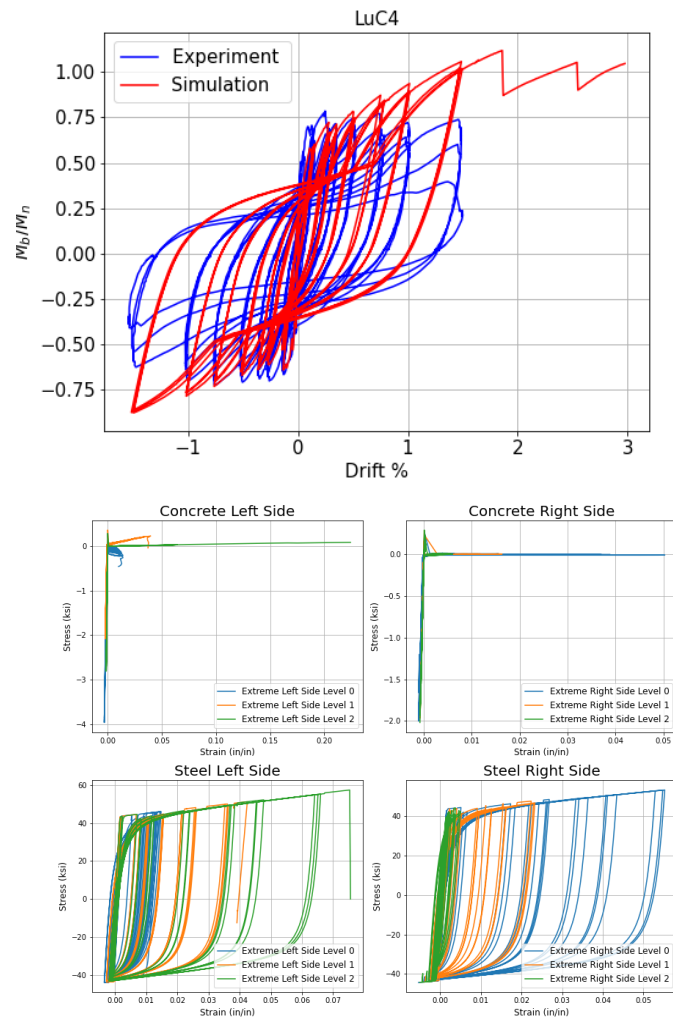 LuC4
Experiment
Simulation
1.00
0.75
0.50
0.25
0.00
−0.25
−0.50
−0.75
M_b/M_n
−1 0 1 2 3
Drift %
Concrete Left Side
0
−1
−2
−3
−4
Stress (ksi)
Extreme Left Side Level 0
Extreme Left Side Level 1
Extreme Left Side Level 2
0.00 0.05 0.10 0.15 0.20
Strain (in/in)
Concrete Right Side
0.0
−0.5
−1.0
−1.5
−2.0
Stress (ksi)
Extreme Right Side Level 0
Extreme Right Side Level 1
Extreme Right Side Level 2
0.00 0.01 0.02 0.03 0.04 0.05
Strain (in/in)
Steel Left Side
60
40
20
0
−20
−40
Stress (ksi)
Extreme Left Side Level 0
Extreme Left Side Level 1
Extreme Left Side Level 2
0.00 0.01 0.02 0.03 0.04 0.05 0.06 0.07
Strain (in/in)
Steel Right Side
40
20
0
−20
−40
Stress (ksi)
Extreme Right Side Level 0
Extreme Right Side Level 1
Extreme Right Side Level 2
0.00 0.01 0.02 0.03 0.04 0.05
Strain (in/in)